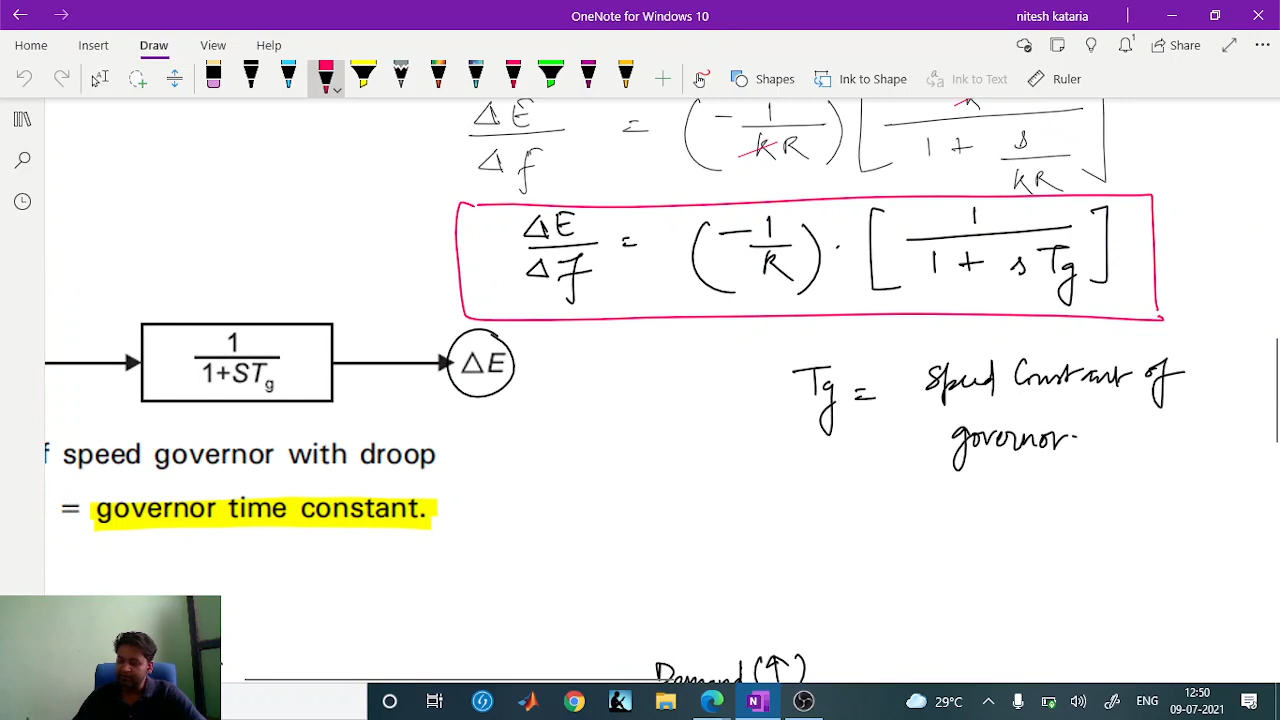 OneNote for Windows 10
nitesh kataria
Home Insert Draw View Help
Share
Shapes
Ink to Shape
Ink to Text
Ruler
ΔE/Δf = (-1/kR) [k/(1 + s/kR)]
ΔE/Δf = (-1/R) · [1/(1 + sTg)]
1/(1+STg)
ΔE
Tg = Speed Constant of
governor.
f speed governor with droop
= governor time constant.
Demand (↑)
29°C
ENG
12:50
09-07-2021